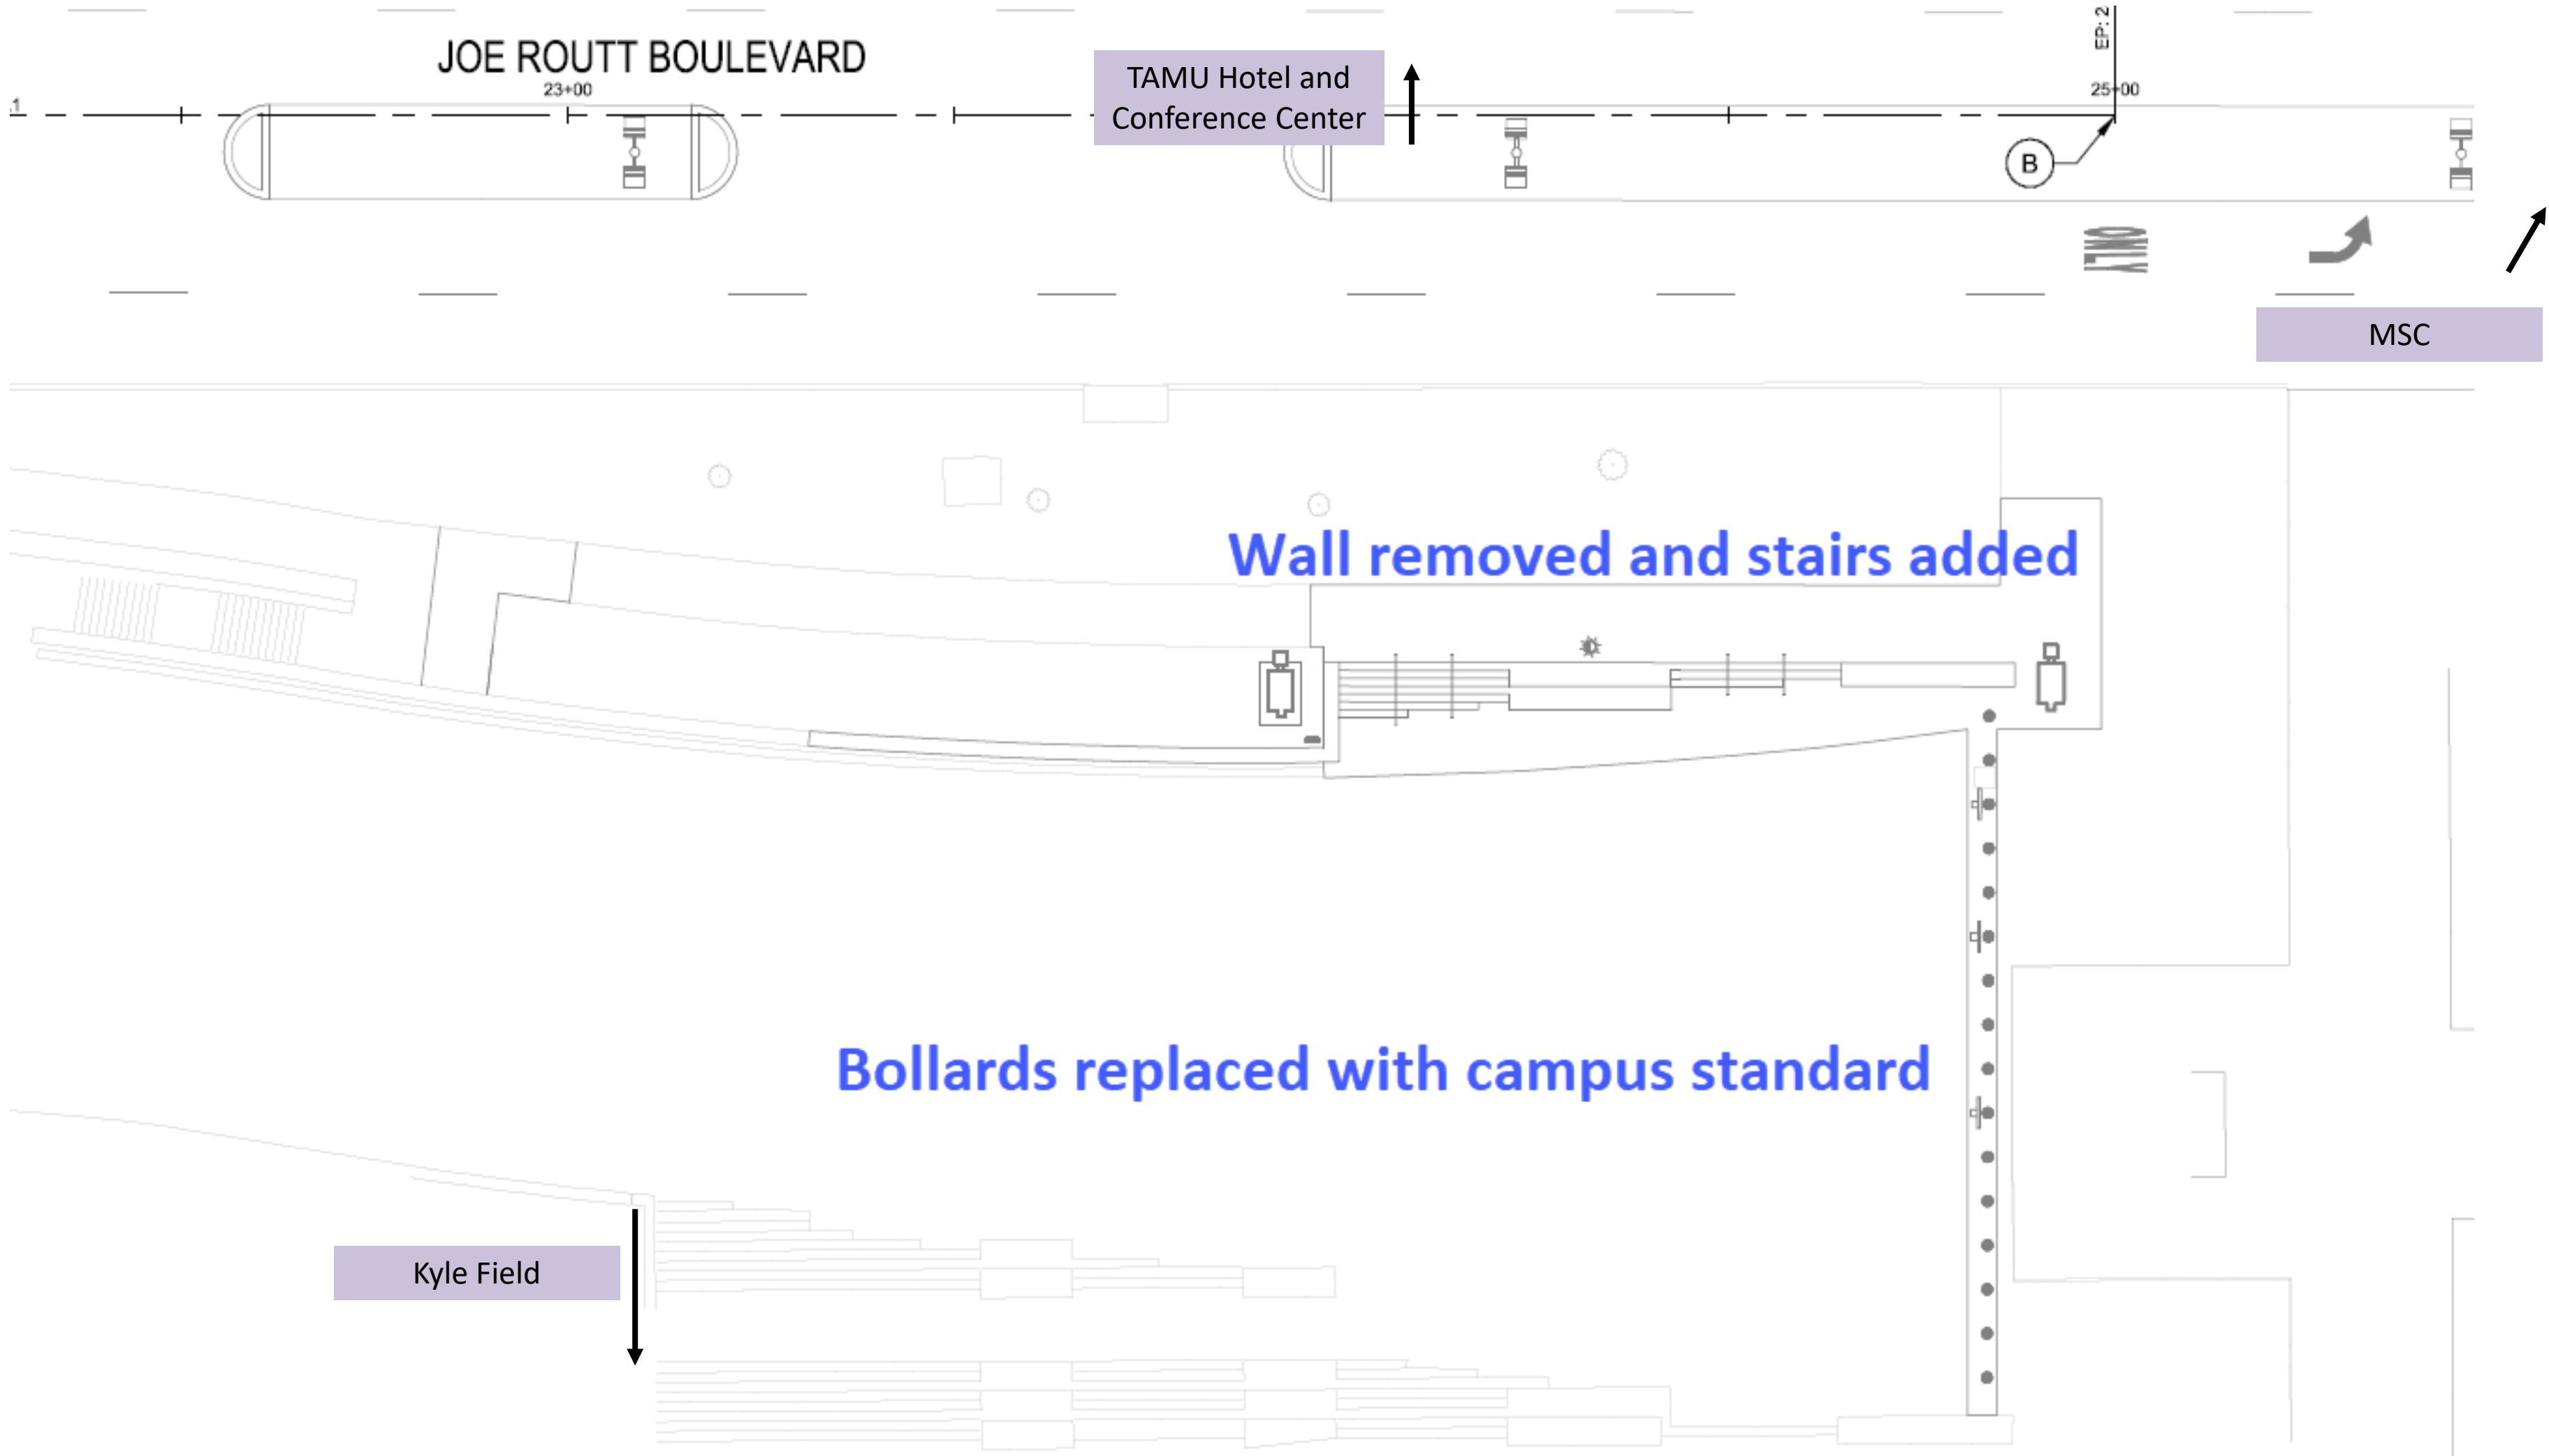 EP: 2
JOE ROUTT BOULEVARD
23+00
TAMU Hotel and
Conference Center
25+00
.1
B
MSC
Wall removed and stairs added
Bollards replaced with campus standard
Kyle Field